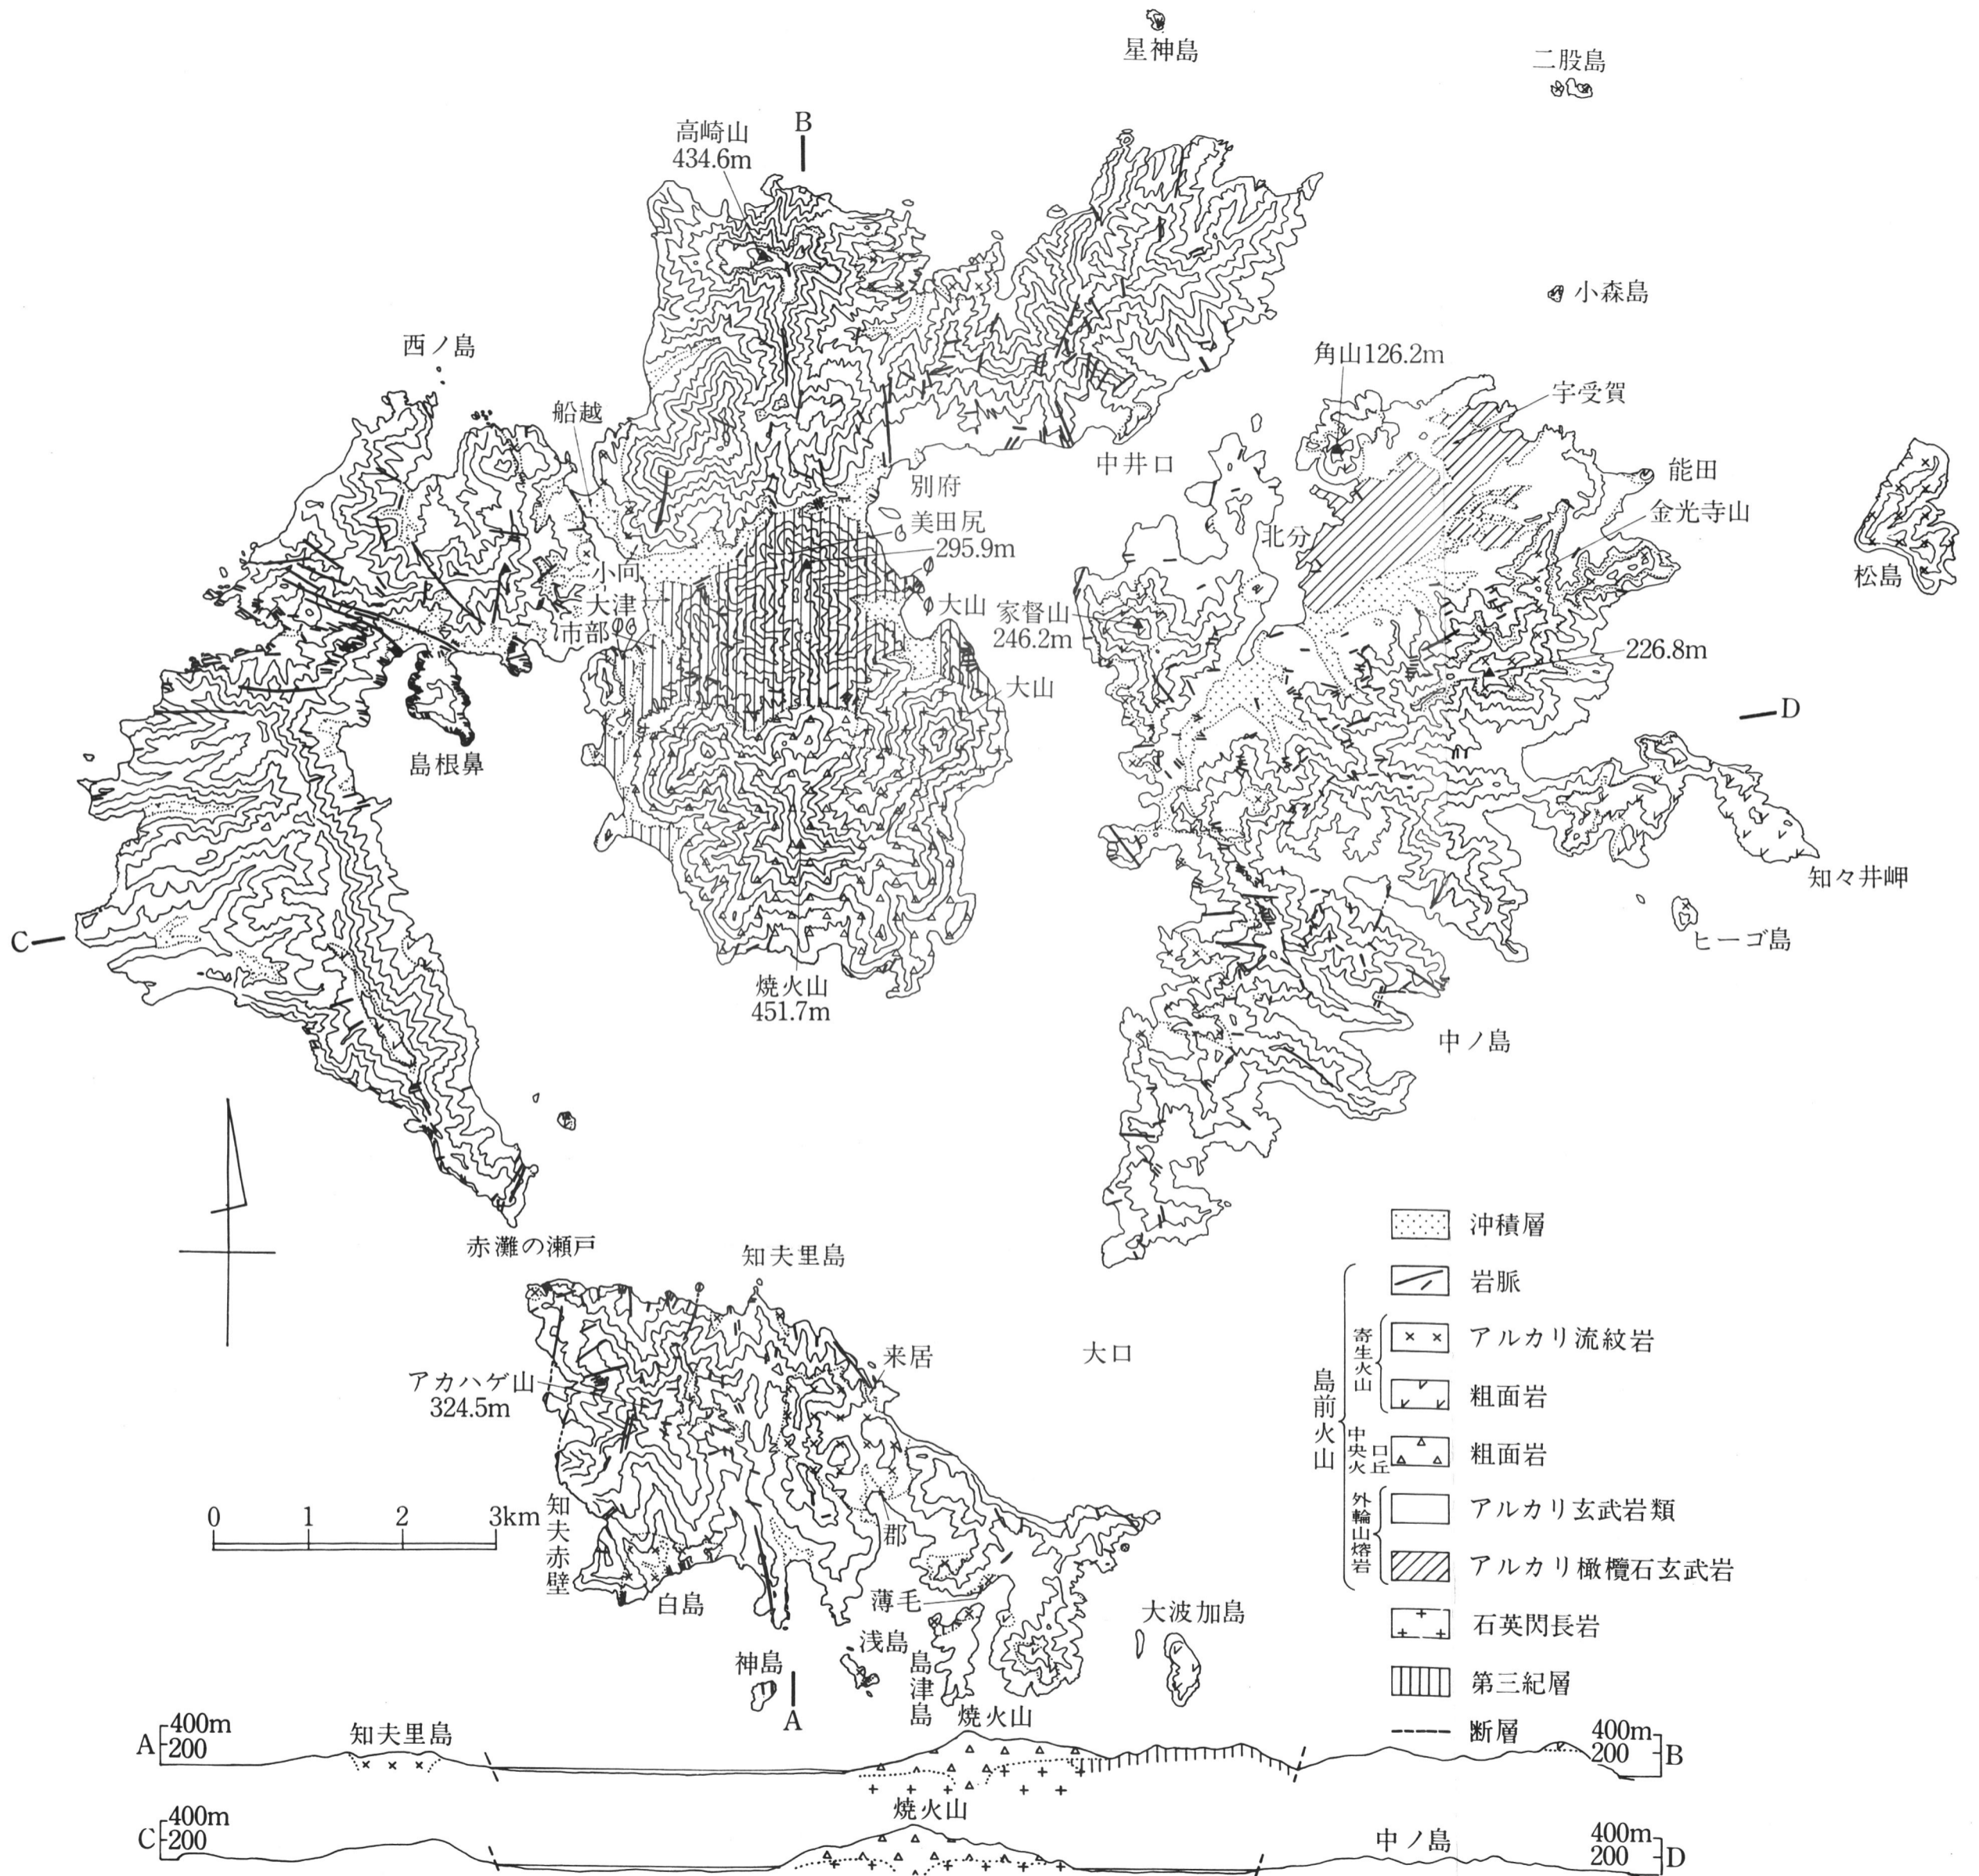 星神島
二股島
高崎山
434.6m
B
小森島
西ノ島
角山126.2m
宇受賀
船越
中井口
能田
別府
金光寺山
美田尻
295.9m
北分
小向
松島
大津
大山
家督山
246.2m
市部
226.8m
大山
D
島根鼻
知々井岬
C
ヒーゴ島
焼火山
451.7m
中ノ島
赤灘の瀬戸
知夫里島
来居
大口
アカハゲ山
324.5m
0 1 2 3km
知夫赤壁
郡
白島
薄毛
大波加島
浅島
神島
島津島
A
沖積層
島前火山
岩脈
寄生火山
アルカリ流紋岩
粗面岩
中央火口丘
粗面岩
外輪山熔岩
アルカリ玄武岩類
アルカリ橄欖石玄武岩
石英閃長岩
第三紀層
断層
A
400m
200
知夫里島
焼火山
400m
200
B
C
400m
200
焼火山
中ノ島
400m
200
D